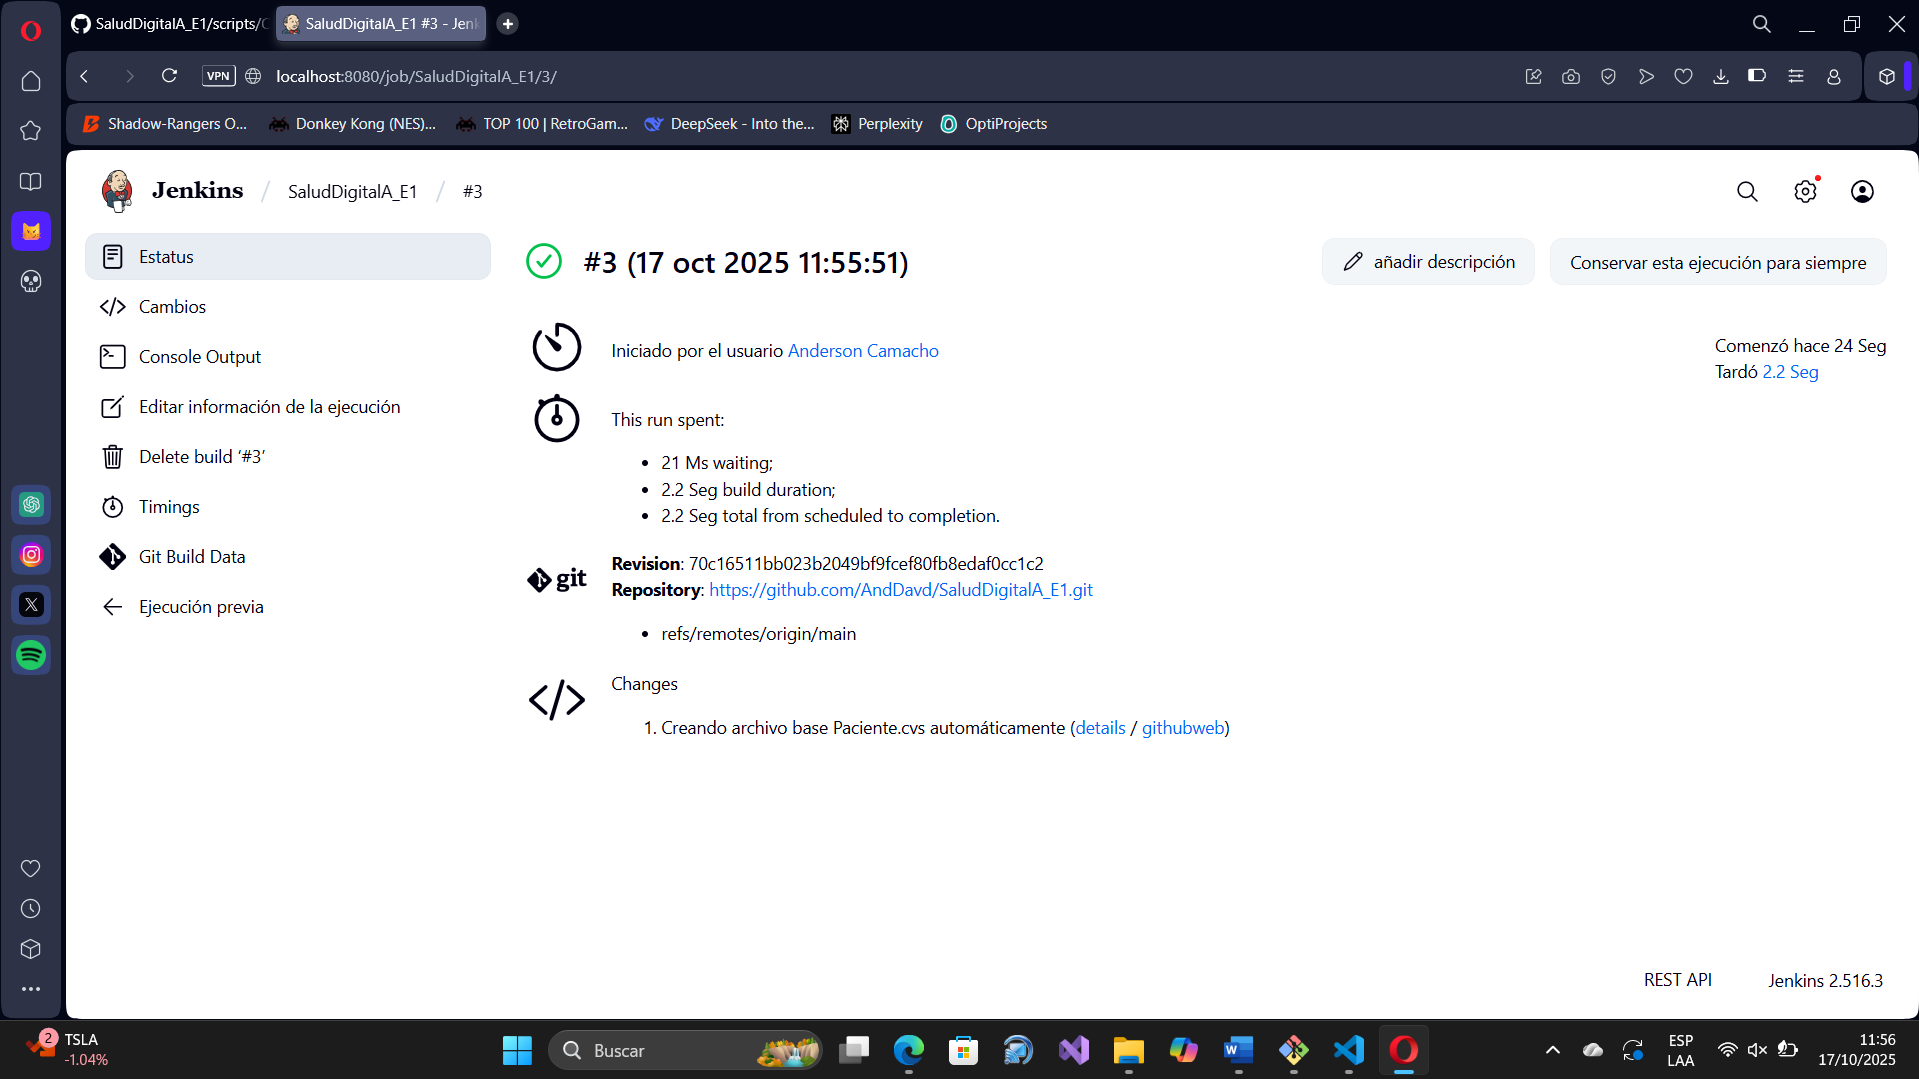 SaludDigitalA_E1/scripts/C
SaludDigitalA_E1 #3 - Jenk
VPN
localhost:8080/job/SaludDigitalA_E1/3/
Shadow-Rangers O...
Donkey Kong (NES)...
TOP 100 | RetroGam...
DeepSeek - Into the...
Perplexity
OptiProjects
Jenkins / SaludDigitalA_E1 / #3
Estatus
Cambios
Console Output
Editar información de la ejecución
Delete build ‘#3’
Timings
Git Build Data
Ejecución previa
#3 (17 oct 2025 11:55:51)
añadir descripción
Conservar esta ejecución para siempre
Iniciado por el usuario Anderson Camacho
Comenzó hace 24 Seg
Tardó 2.2 Seg
This run spent:
• 21 Ms waiting;
• 2.2 Seg build duration;
• 2.2 Seg total from scheduled to completion.
git
Revision: 70c16511bb023b2049bf9fcef80fb8edaf0cc1c2
Repository: https://github.com/AndDavd/SaludDigitalA_E1.git
• refs/remotes/origin/main
Changes
1. Creando archivo base Paciente.cvs automáticamente (details / githubweb)
REST API
Jenkins 2.516.3
2
TSLA
-1.04%
Buscar
ESP
LAA
11:56
17/10/2025